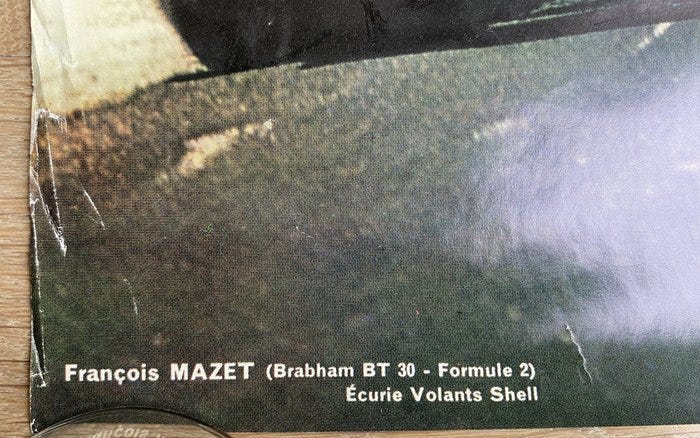 François MAZET (Brabham BT 30 - Formule 2)
Écurie Volants Shell